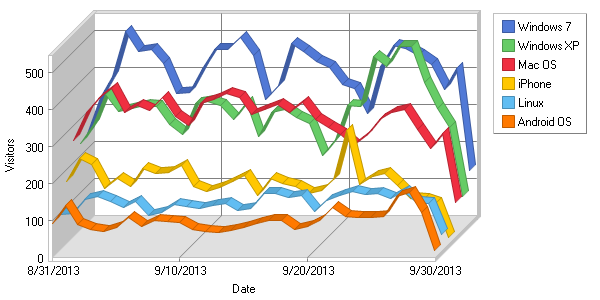 Windows 7
Windows XP
Mac OS
iPhone
Linux
Android OS
Visitors
500
400
300
200
100
0
8/31/2013 9/10/2013 9/20/2013 9/30/2013
Date